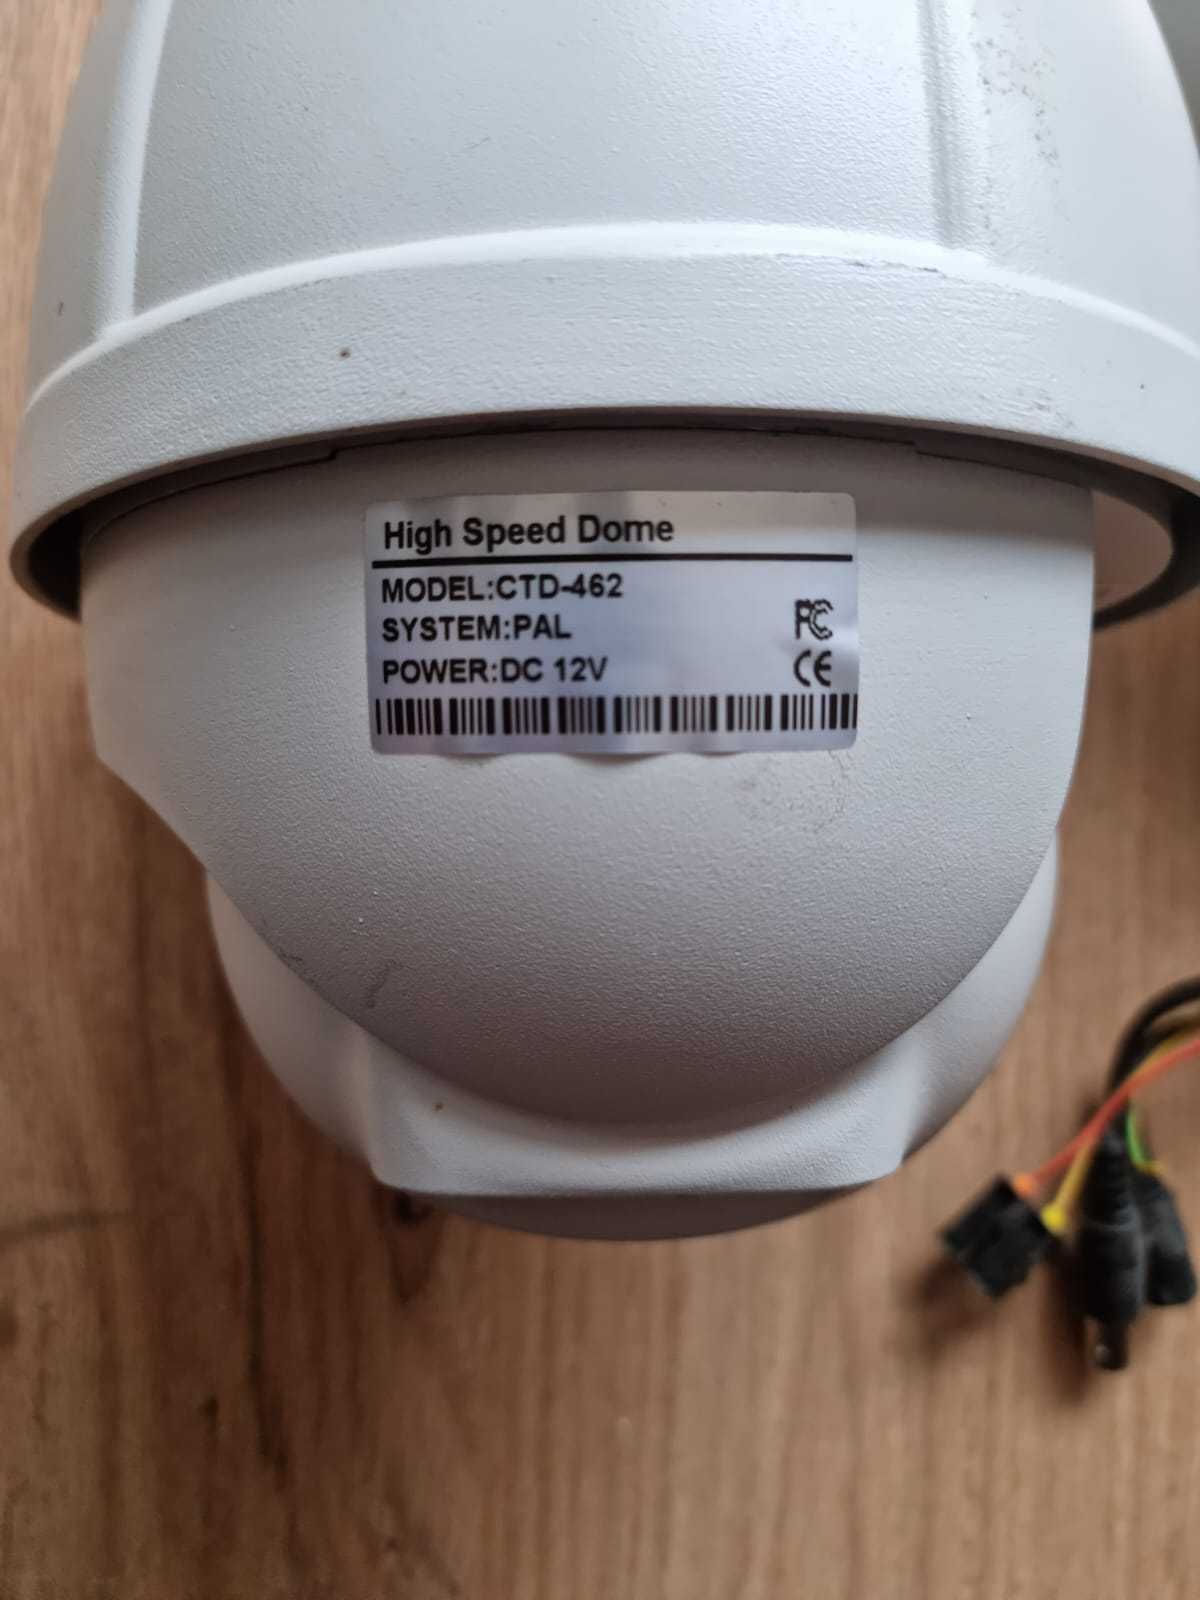 High Speed Dome
MODEL:CTD-462
SYSTEM:PAL
FC
POWER:DC 12V
CE